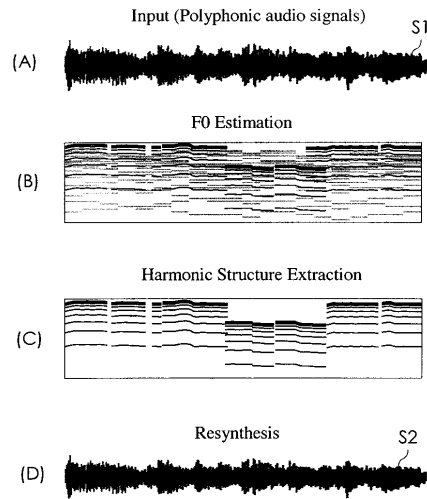 Input (Polyphonic audio signals)
S1
(A)
F0 Estimation
(B)
Harmonic Structure Extraction
(C)
Resynthesis
S2
(D)